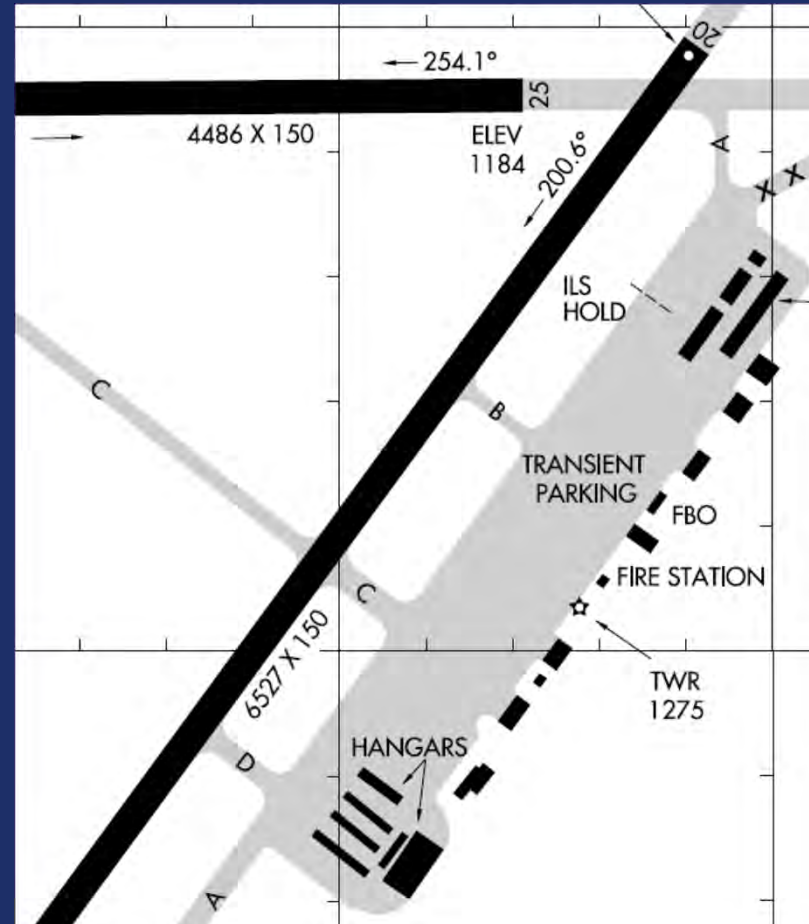 20
254.1°
25
4486 X 150
ELEV
1184
A
200.6°
X
X
ILS
HOLD
C
B
TRANSIENT
PARKING
FBO
FIRE STATION
C
6527 X 150
TWR
1275
HANGARS
D
A